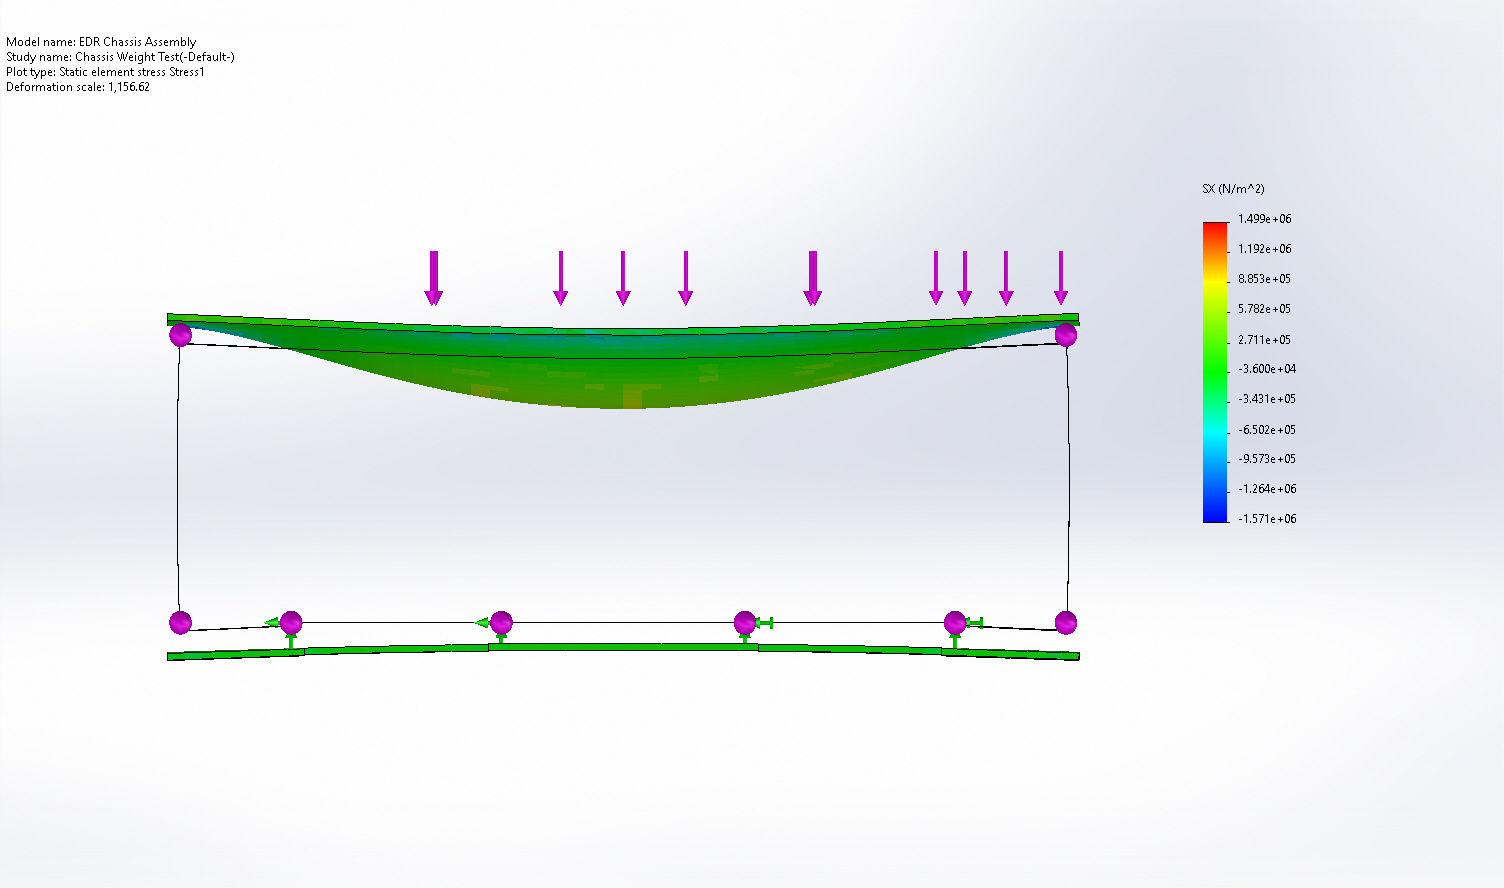 Model name: EDR Chassis Assembly
Study name: Chassis Weight Test(-Default-)
Plot type: Static element stress Stress1
Deformation scale: 1,156.62
SX (N/m^2)
1.499e+06
1.192e+06
8.853e+05
5.782e+05
2.711e+05
-3.600e+04
-3.431e+05
-6.502e+05
-9.573e+05
-1.264e+06
-1.571e+06